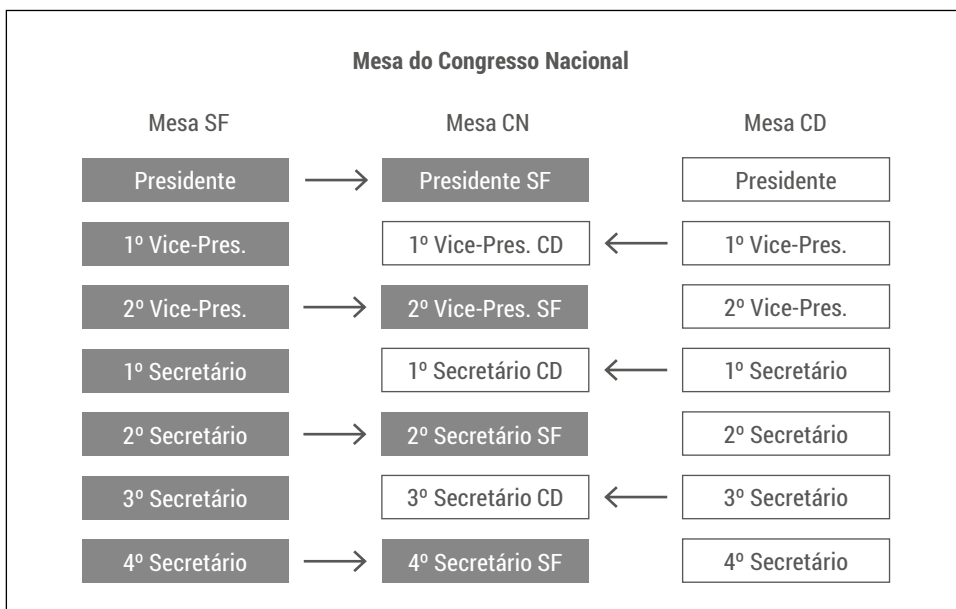 Mesa do Congresso Nacional
Mesa SF Mesa CN Mesa CD
Presidente Presidente SF Presidente
1º Vice-Pres. 1º Vice-Pres. CD 1º Vice-Pres.
2º Vice-Pres. 2º Vice-Pres. SF 2º Vice-Pres.
1º Secretário 1º Secretário CD 1º Secretário
2º Secretário 2º Secretário SF 2º Secretário
3º Secretário 3º Secretário CD 3º Secretário
4º Secretário 4º Secretário SF 4º Secretário